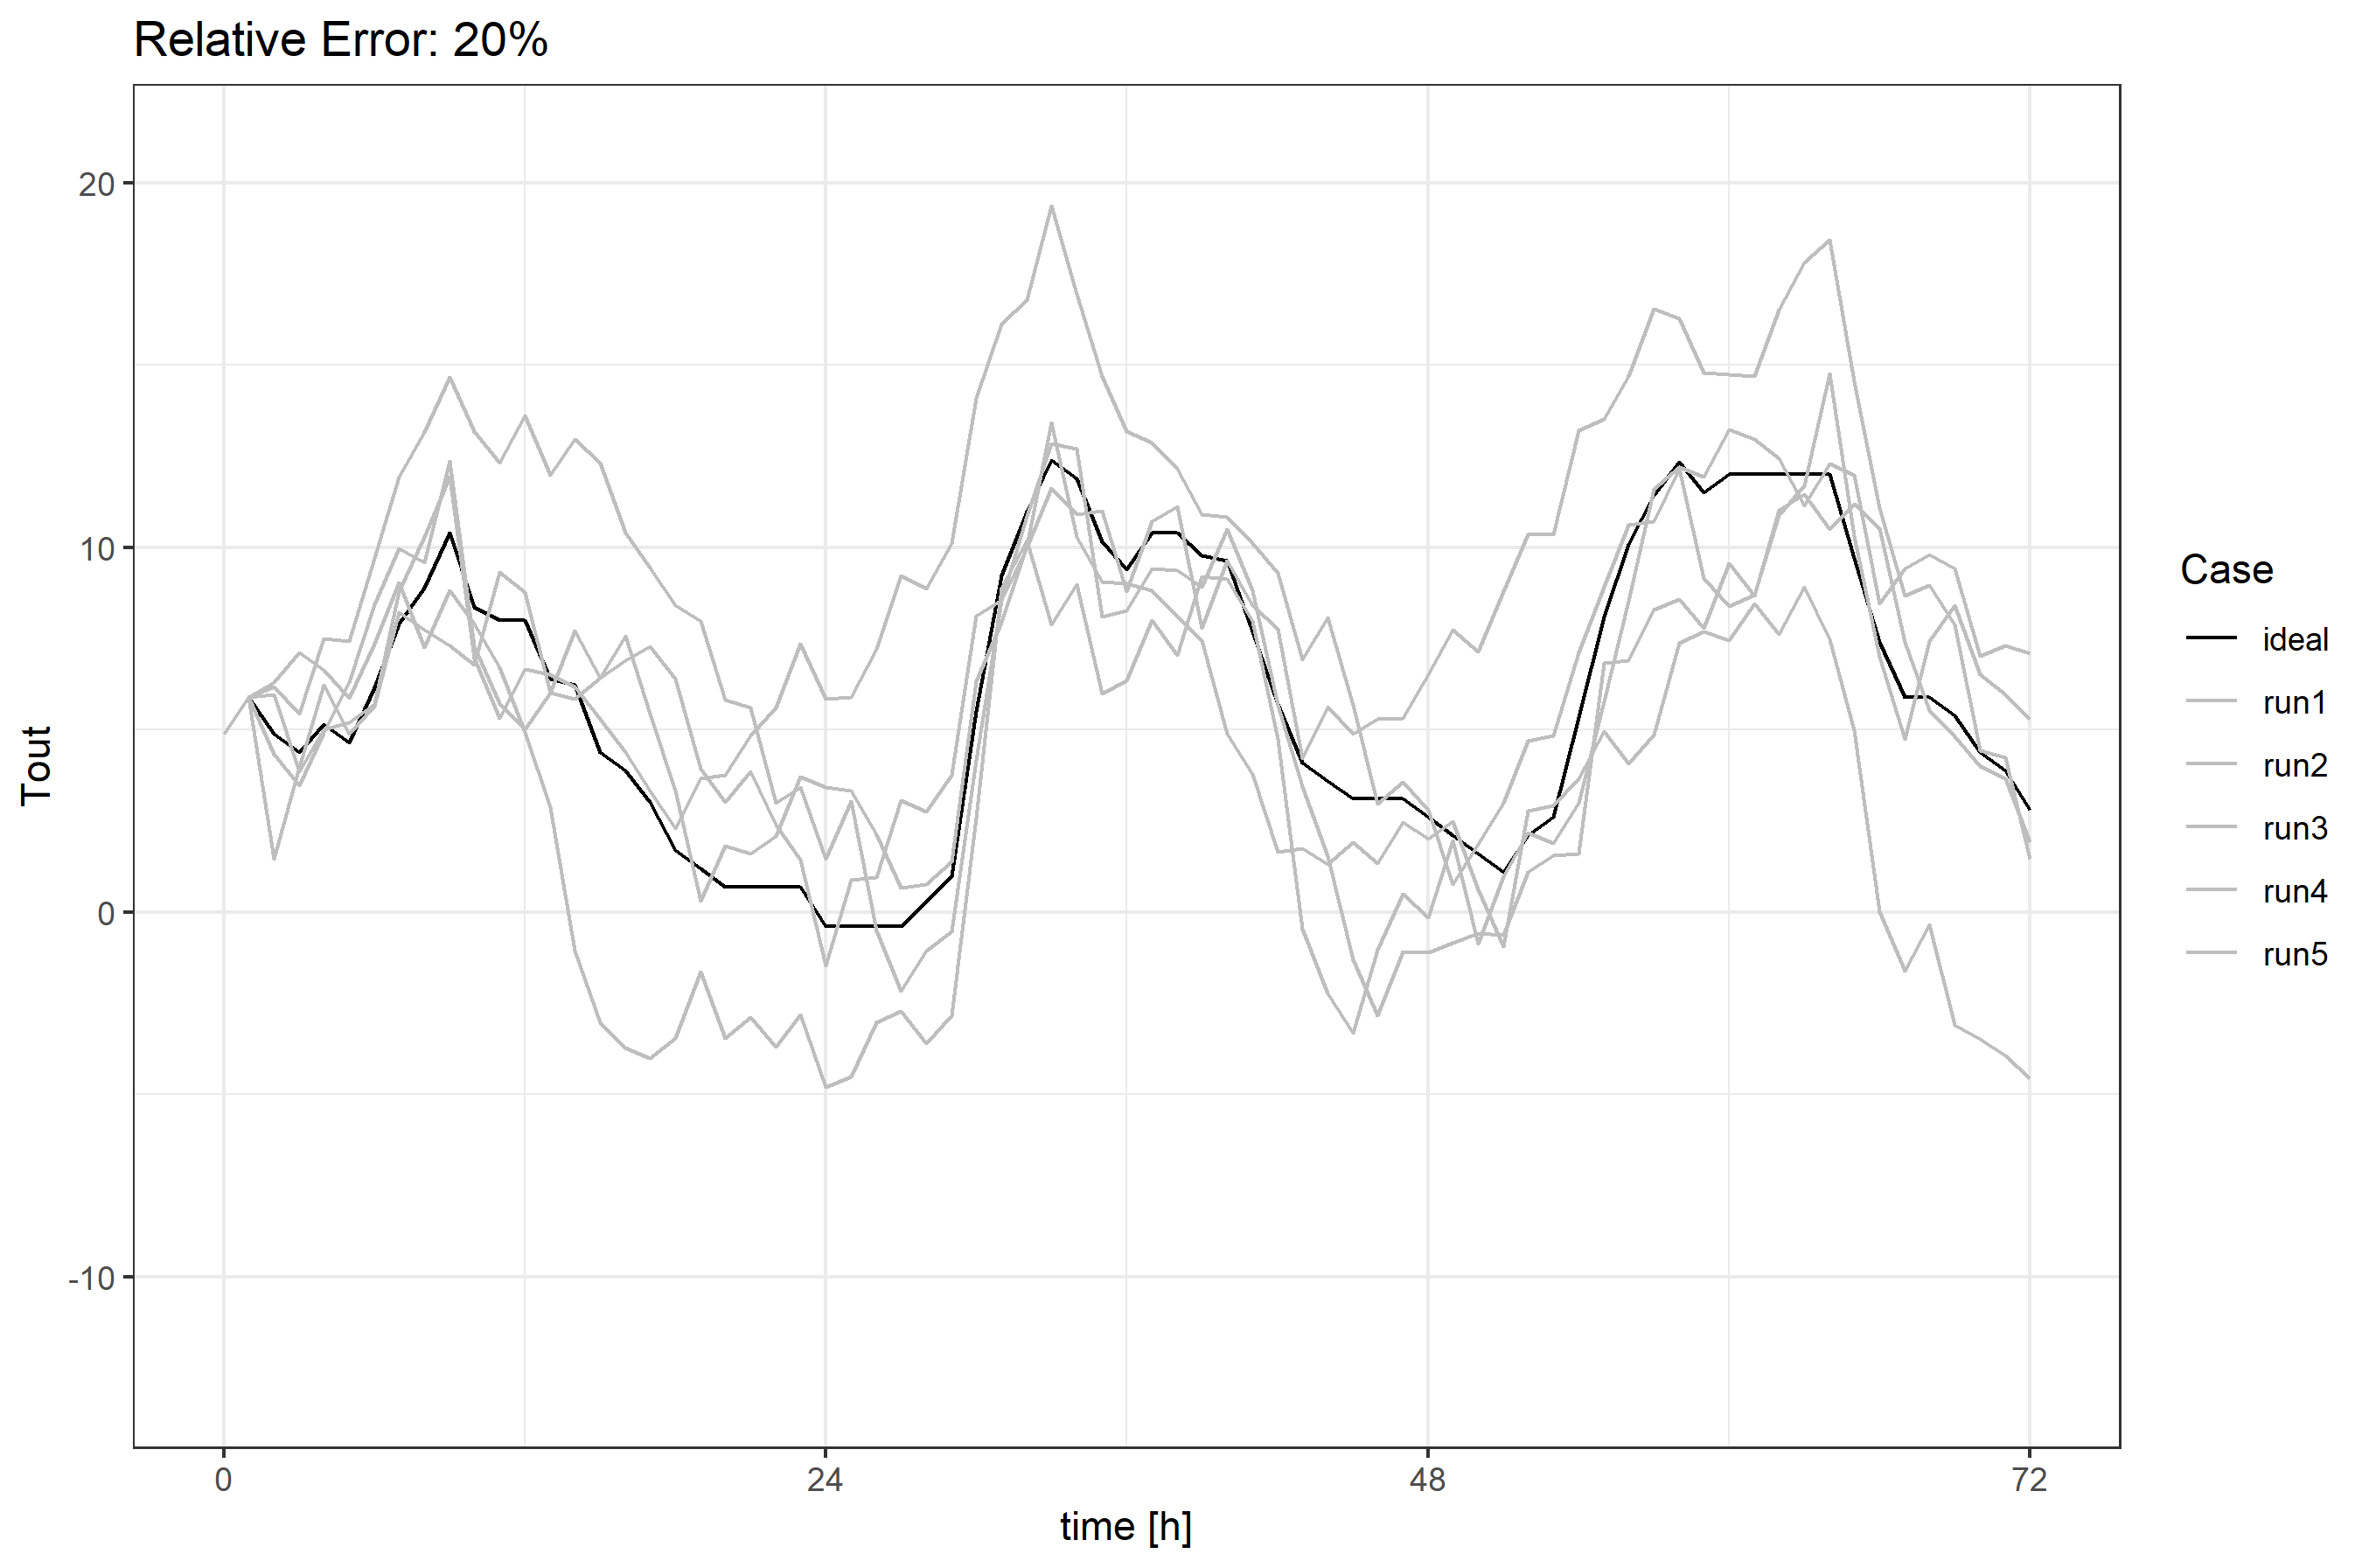 Relative Error: 20%
20
10
0
-10
Tout
0 24 48 72
time [h]
Case
ideal
run1
run2
run3
run4
run5